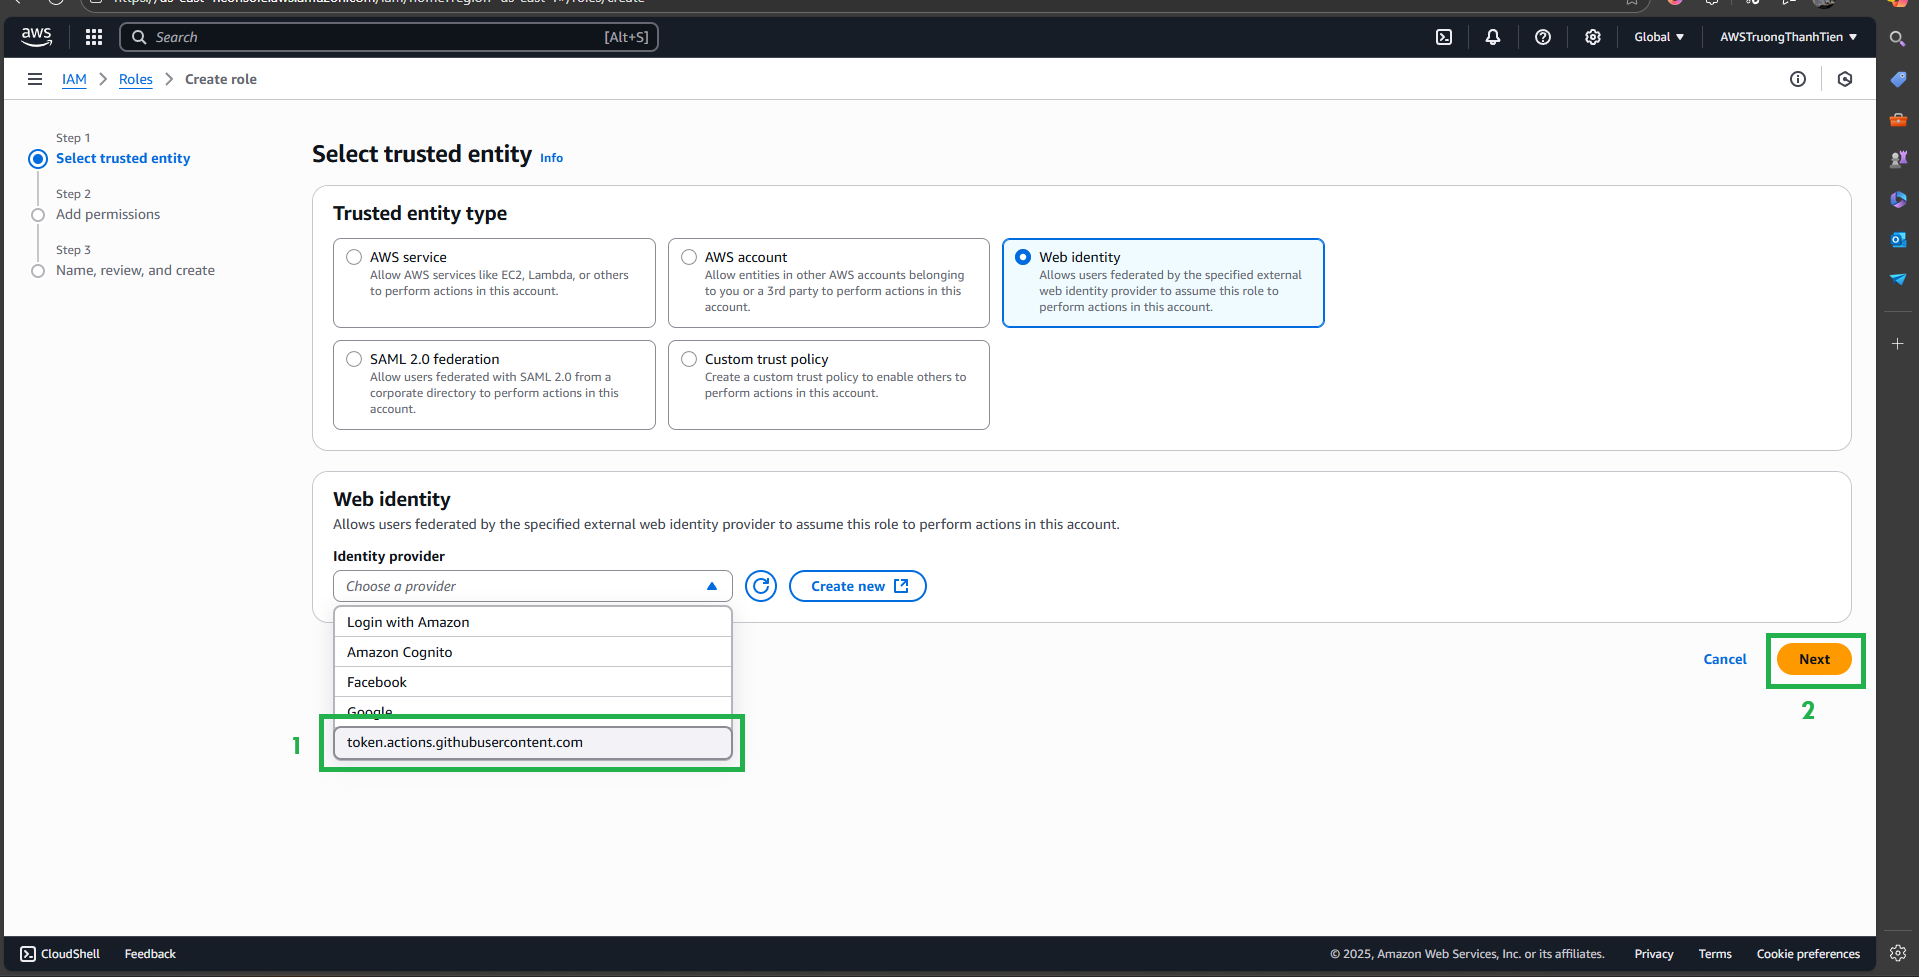 aws
Search
[Alt+S]
Global
AWSTruongThanhTien
IAM
Roles
Create role
Step 1
Select trusted entity
Step 2
Add permissions
Step 3
Name, review, and create
Select trusted entity Info
Trusted entity type
AWS service
Allow AWS services like EC2, Lambda, or others
to perform actions in this account.
AWS account
Allow entities in other AWS accounts belonging
to you or a 3rd party to perform actions in this
account.
Web identity
Allows users federated by the specified external
web identity provider to assume this role to
perform actions in this account.
SAML 2.0 federation
Allow users federated with SAML 2.0 from a
corporate directory to perform actions in this
account.
Custom trust policy
Create a custom trust policy to enable others to
perform actions in this account.
Web identity
Allows users federated by the specified external web identity provider to assume this role to perform actions in this account.
Identity provider
Choose a provider
Create new
Login with Amazon
Amazon Cognito
Facebook
Google
token.actions.githubusercontent.com
1
Cancel
Next
2
CloudShell
Feedback
© 2025, Amazon Web Services, Inc. or its affiliates.
Privacy
Terms
Cookie preferences